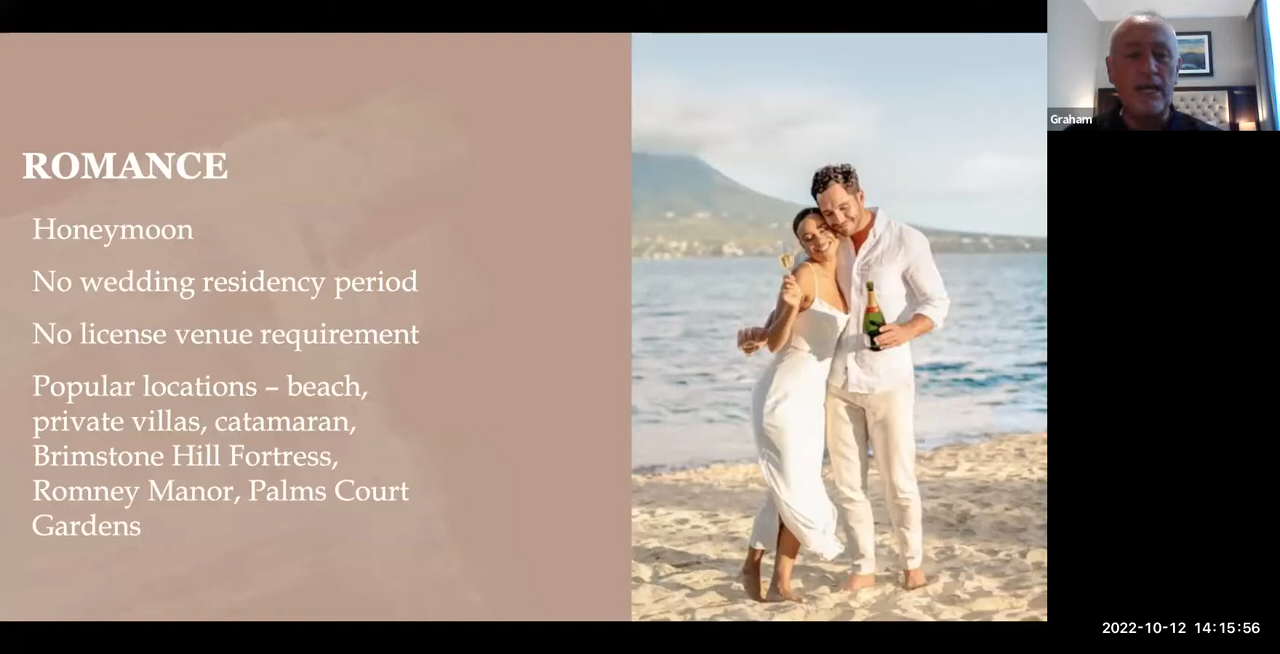 ROMANCE
Honeymoon
No wedding residency period
No license venue requirement
Popular locations – beach,
private villas, catamaran,
Brimstone Hill Fortress,
Romney Manor, Palms Court
Gardens
Graham
2022-10-12 14:15:56